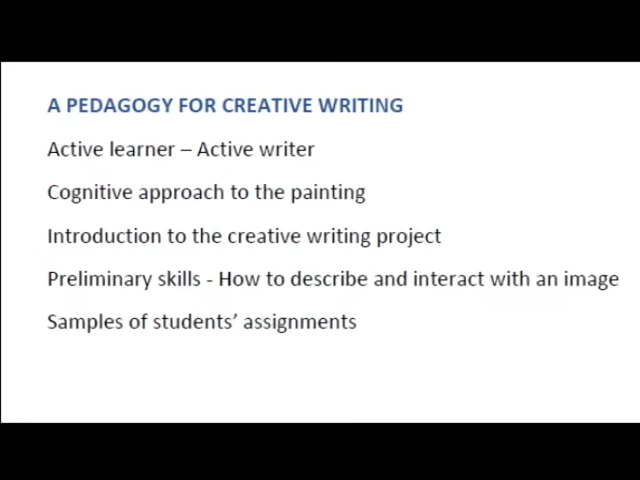 A PEDAGOGY FOR CREATIVE WRITING
Active learner – Active writer
Cognitive approach to the painting
Introduction to the creative writing project
Preliminary skills - How to describe and interact with an image
Samples of students’ assignments